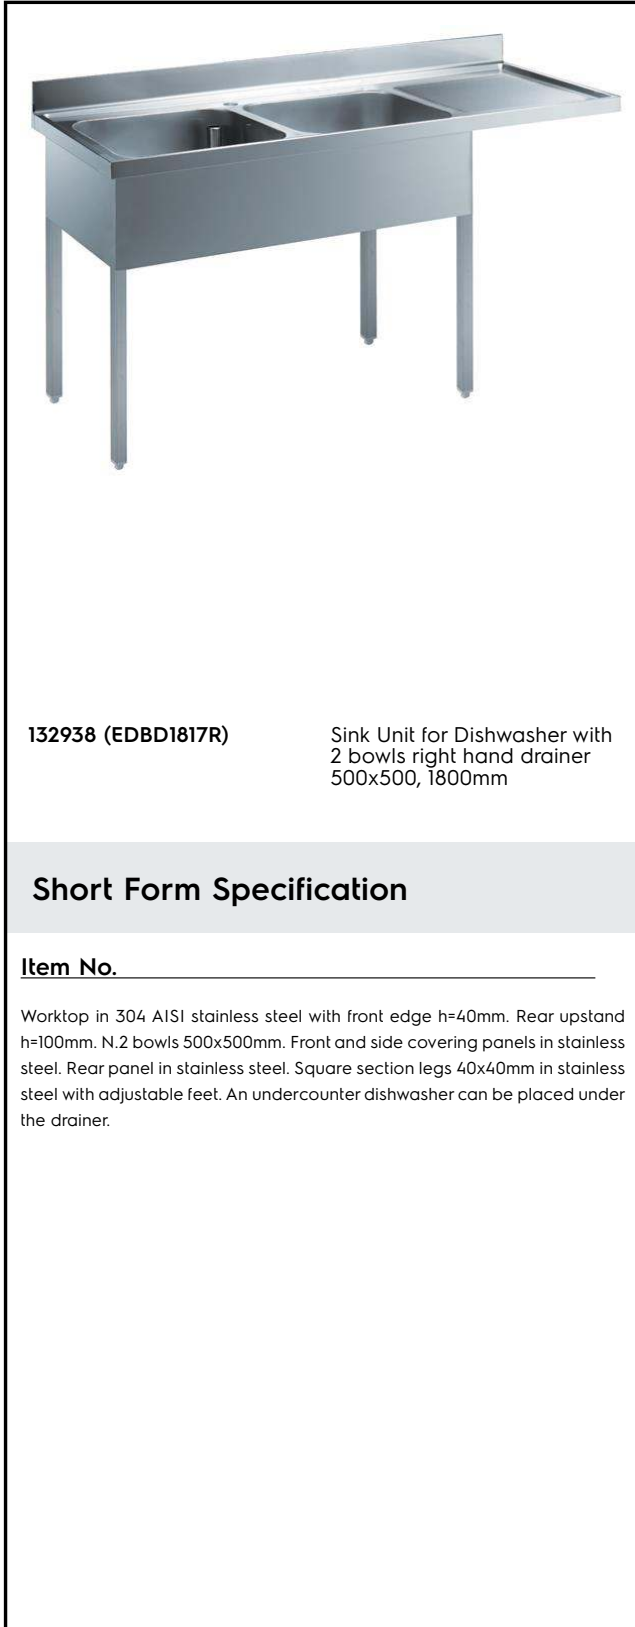 132938 (EDBD1817R)
Sink Unit for Dishwasher with
2 bowls right hand drainer
500x500, 1800mm
Short Form Specification
Item No.
Worktop in 304 AISI stainless steel with front edge h=40mm. Rear upstand
h=100mm. N.2 bowls 500x500mm. Front and side covering panels in stainless
steel. Rear panel in stainless steel. Square section legs 40x40mm in stainless
steel with adjustable feet. An undercounter dishwasher can be placed under
the drainer.